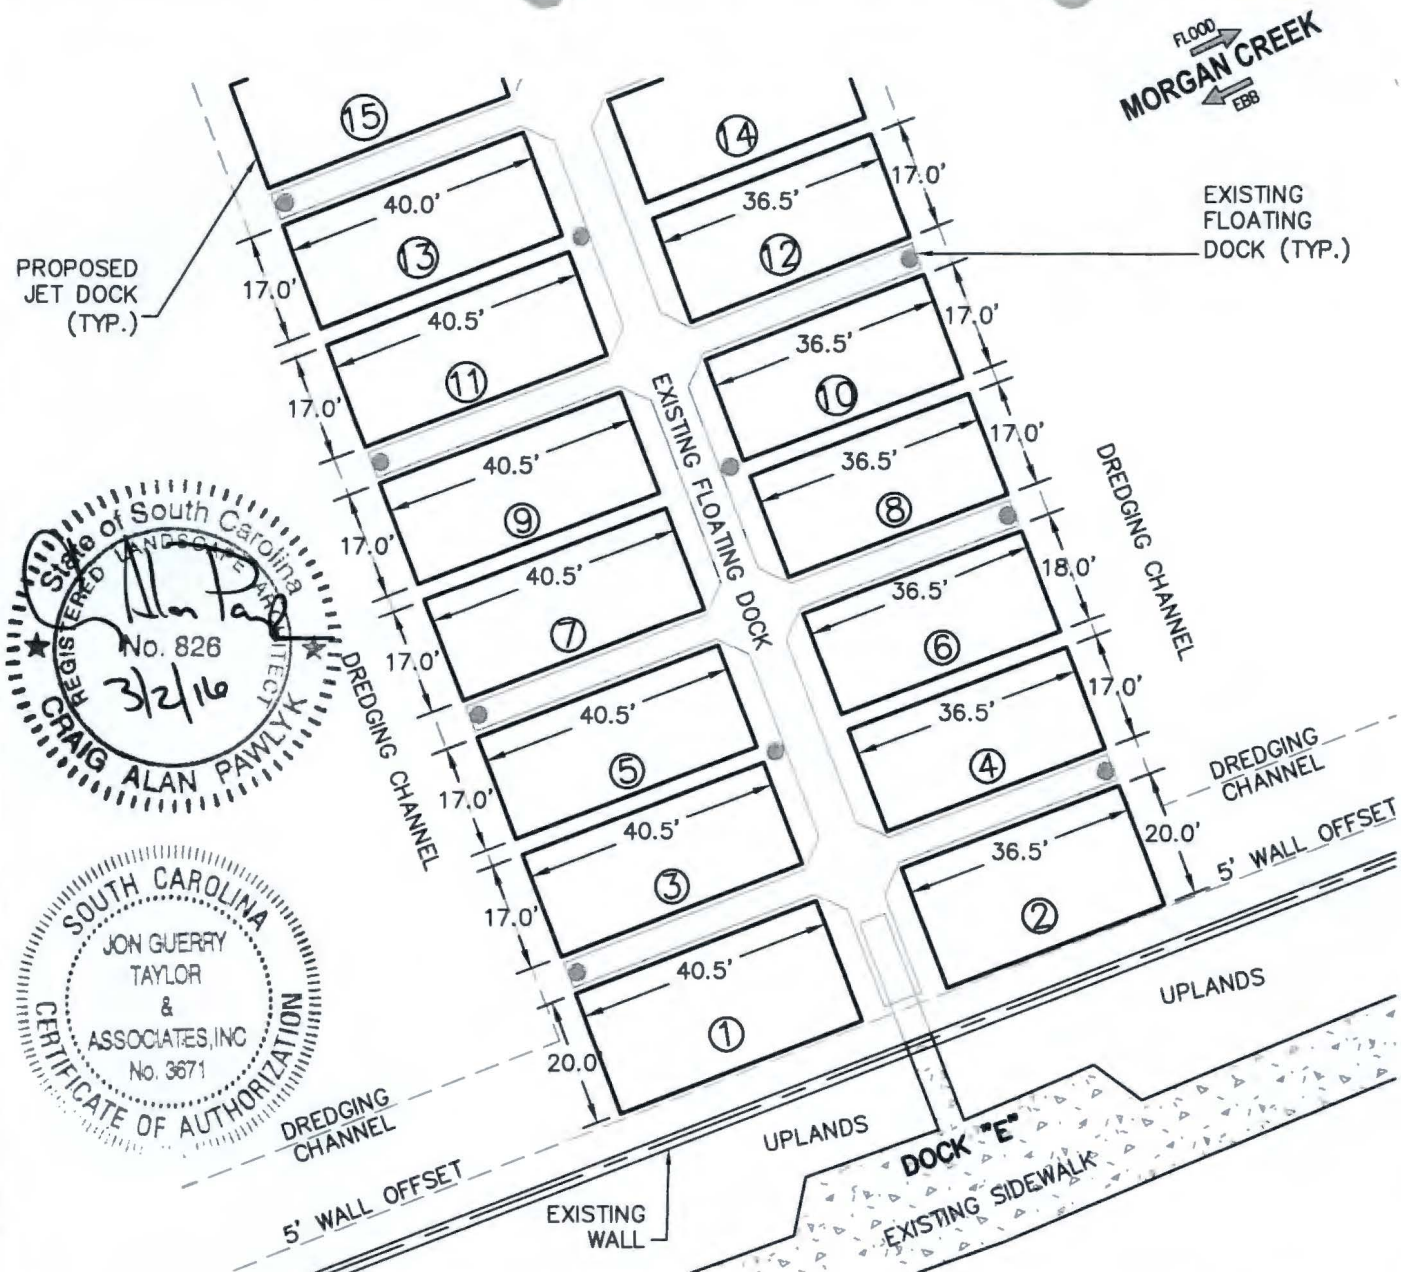 FLOOD
MORGAN CREEK
EBB
15
14
17.0'
40.0'
36.5'
EXISTING
FLOATING
DOCK (TYP.)
13
12
PROPOSED
JET DOCK
(TYP.)
17.0'
40.5'
17.0'
36.5'
11
10
17.0'
EXISTING FLOATING DOCK
17.0'
40.5'
36.5'
DREDGING CHANNEL
9
8
17.0'
40.5'
18.0'
36.5'
7
6
17.0'
DREDGING CHANNEL
17.0'
40.5'
36.5'
5
4
17.0'
DREDGING
CHANNEL
40.5'
20.0'
36.5'
5' WALL OFFSET
3
2
17.0'
40.5'
1
20.0'
UPLANDS
DREDGING
CHANNEL
UPLANDS
DOCK "E"
EXISTING SIDEWALK
5' WALL OFFSET
EXISTING
WALL
State of South Carolina
REGISTERED LANDSCAPE ARCHITECT
No. 826
3/2/16
CRAIG ALAN PAWLYK
SOUTH CAROLINA
JON GUERRY
TAYLOR
&
ASSOCIATES,INC
No. 3671
CERTIFICATE OF AUTHORIZATION